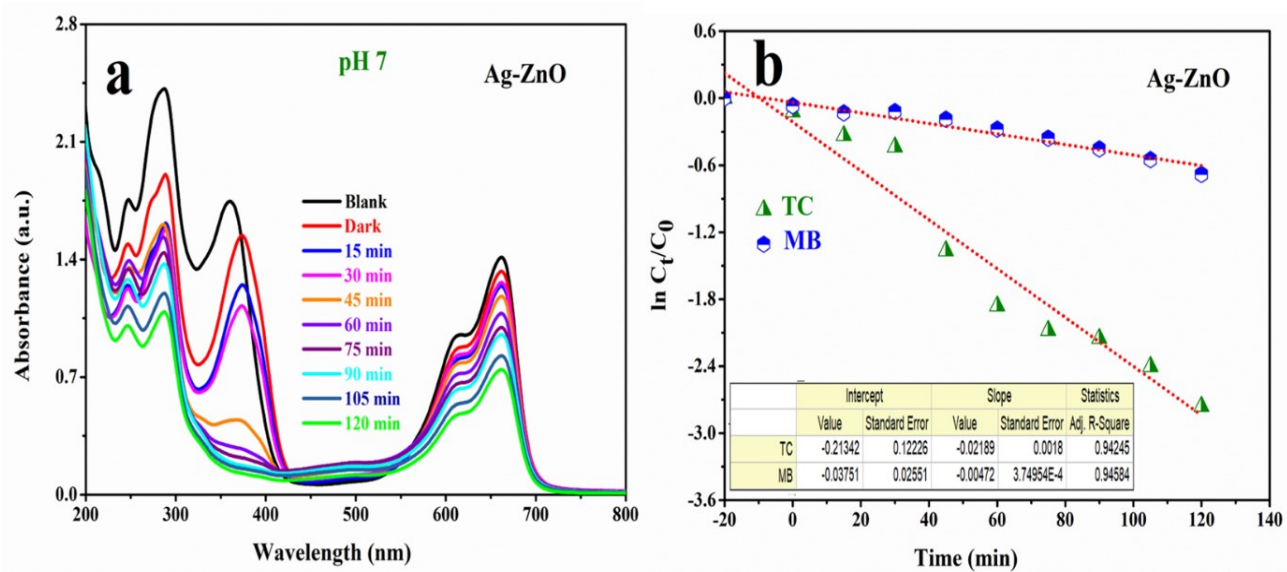 a
pH 7
Ag-ZnO
Absorbance (a.u.)
2.8
2.1
1.4
0.7
0.0
Blank
Dark
15 min
30 min
45 min
60 min
75 min
90 min
105 min
120 min
200 300 400 500 600 700 800
Wavelength (nm)
b
Ag-ZnO
ln Ct/C0
0.6
0.0
-0.6
-1.2
-1.8
-2.4
-3.0
-3.6
TC
MB
Intercept Slope Statistics
Value Standard Error Value Standard Error Adj. R-Square
TC -0.21342 0.12226 -0.02189 0.0018 0.94245
MB -0.03751 0.02551 -0.00472 3.74954E-4 0.94584
-20 0 20 40 60 80 100 120 140
Time (min)